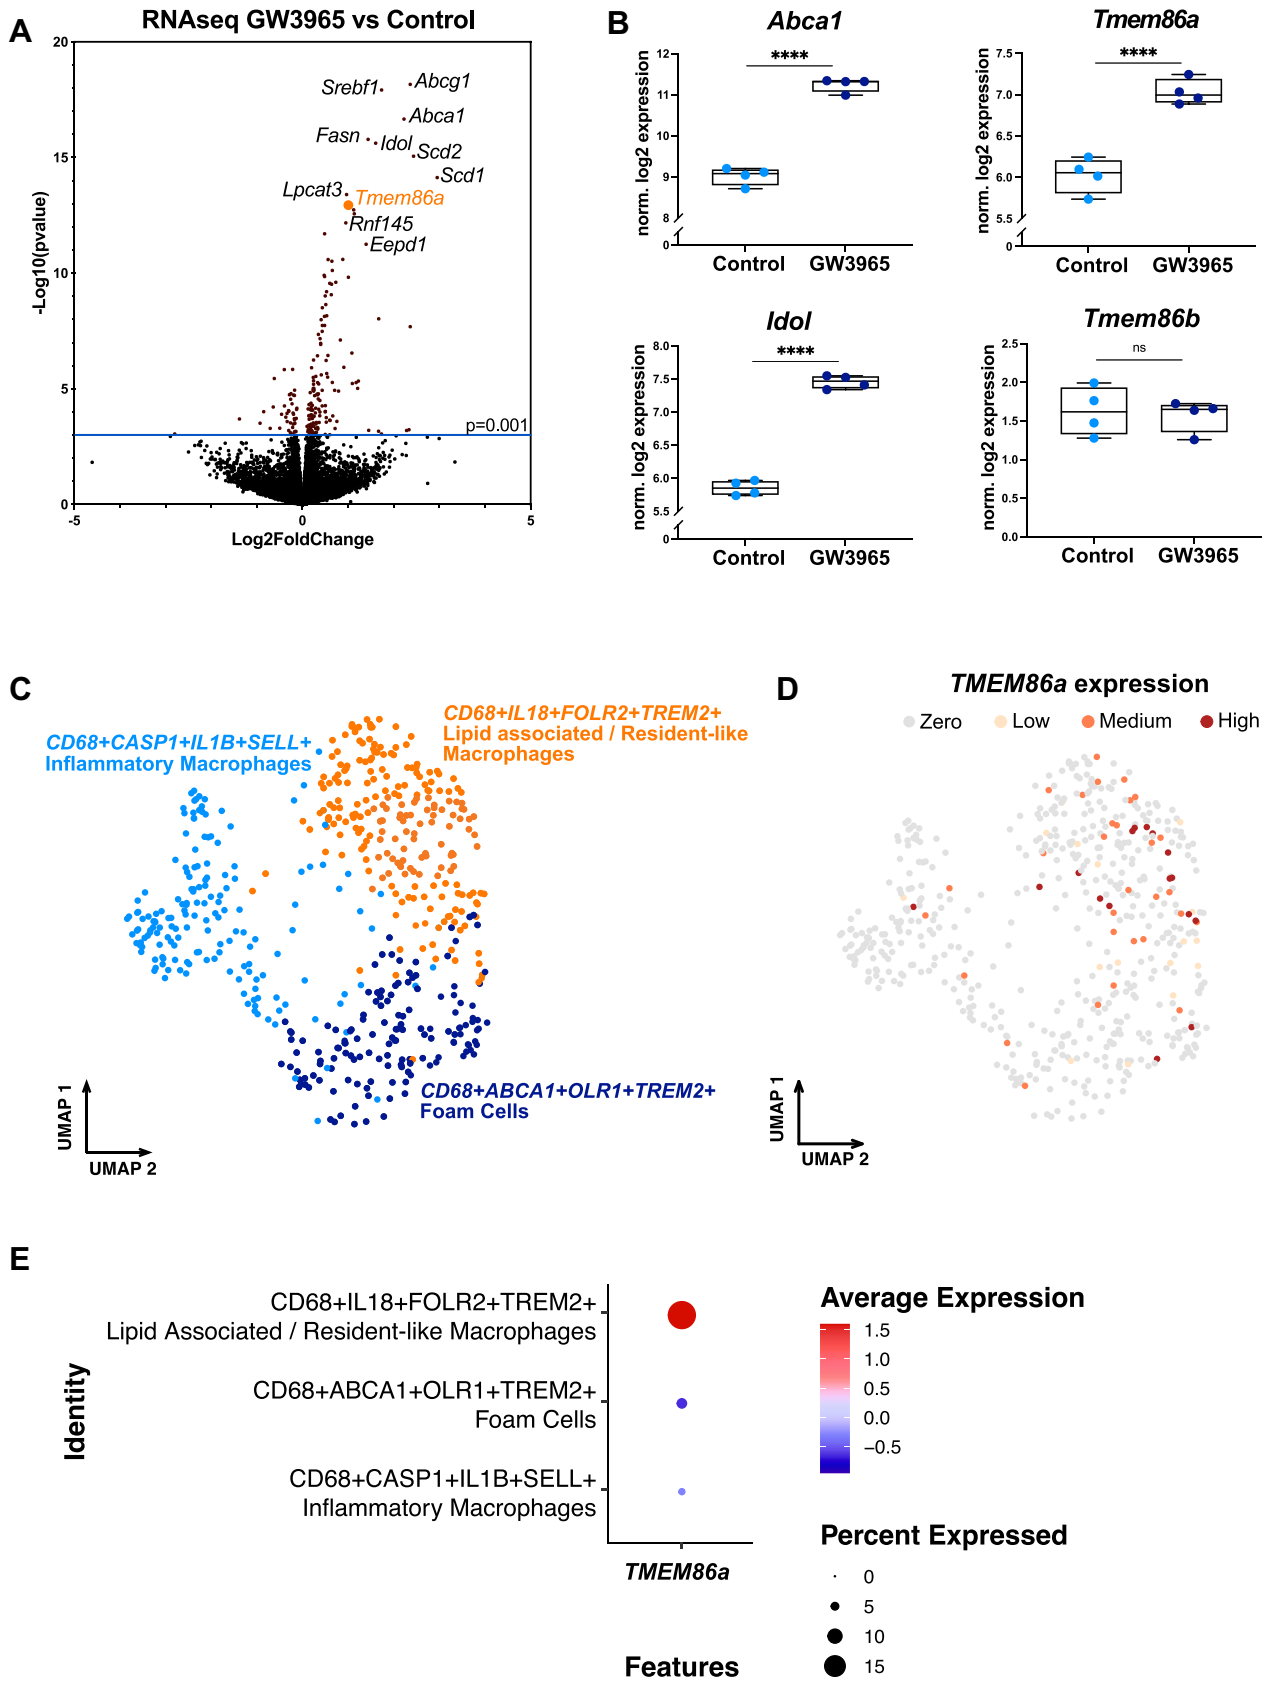 A
RNAseq GW3965 vs Control
20
15
10
5
0
-Log10(pvalue)
Srebf1
Abcg1
Abca1
Fasn
Idol
Scd2
Scd1
Lpcat3
Tmem86a
Rnf145
Eepd1
p=0.001
-5
0
5
Log2FoldChange
B
Abca1
norm. log2 expression
12
11
10
9
8
0
****
Control
GW3965
Tmem86a
norm. log2 expression
7.5
7.0
6.5
6.0
5.5
0
****
Control
GW3965
Idol
norm. log2 expression
8.0
7.5
7.0
6.5
6.0
5.5
0
****
Control
GW3965
Tmem86b
norm. log2 expression
2.5
2.0
1.5
1.0
0.5
0.0
ns
Control
GW3965
C
CD68+CASP1+IL1B+SELL+
Inflammatory Macrophages
CD68+IL18+FOLR2+TREM2+
Lipid associated / Resident-like
Macrophages
CD68+ABCA1+OLR1+TREM2+
Foam Cells
UMAP 1
UMAP 2
D
TMEM86a expression
Zero
Low
Medium
High
UMAP 1
UMAP 2
E
Identity
CD68+IL18+FOLR2+TREM2+
Lipid Associated / Resident-like Macrophages
CD68+ABCA1+OLR1+TREM2+
Foam Cells
CD68+CASP1+IL1B+SELL+
Inflammatory Macrophages
TMEM86a
Features
Average Expression
1.5
1.0
0.5
0.0
−0.5
Percent Expressed
0
5
10
15